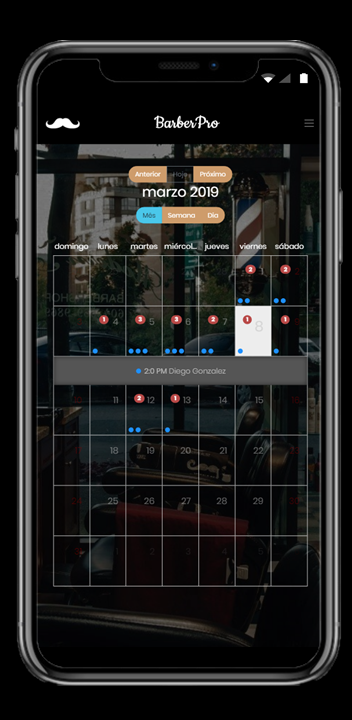 BarberPro
Anterior Hoy Próximo
marzo 2019
Mes Semana Día
domingo lunes martes miércol... jueves viernes sábado
2 1 2
1 4 3 5 3 6 2 7 1 8 1
2:0 PM Diego Gonzalez
11 2 12 1 13 14 15
18 19 20 21 22
25 26 27 28 29